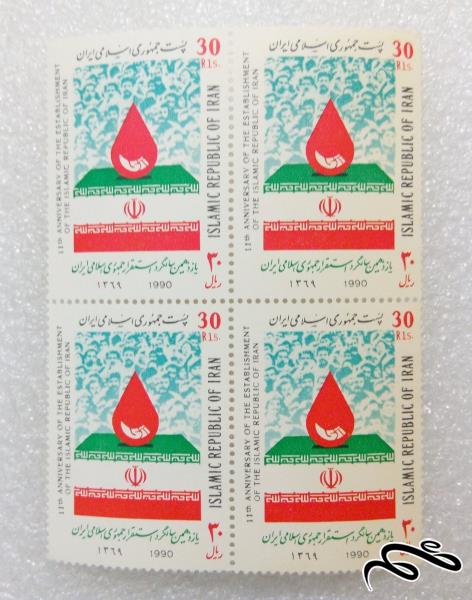 پست جمهوری اسلامی ایران
30
Rls.
11th ANNIVERSARY OF THE ESTABLISHMENT
OF THE ISLAMIC REPUBLIC OF IRAN
ISLAMIC REPUBLIC OF IRAN
آری
۳۰
ریال
یازدهمین سالگرد استقرار جمهوری اسلامی ایران
۱۳۶۹
1990
پست جمهوری اسلامی ایران
30
Rls.
11th ANNIVERSARY OF THE ESTABLISHMENT
OF THE ISLAMIC REPUBLIC OF IRAN
ISLAMIC REPUBLIC OF IRAN
آری
۳۰
ریال
یازدهمین سالگرد استقرار جمهوری اسلامی ایران
۱۳۶۹
1990
پست جمهوری اسلامی ایران
30
Rls.
11th ANNIVERSARY OF THE ESTABLISHMENT
OF THE ISLAMIC REPUBLIC OF IRAN
ISLAMIC REPUBLIC OF IRAN
آری
۳۰
ریال
یازدهمین سالگرد استقرار جمهوری اسلامی ایران
۱۳۶۹
1990
پست جمهوری اسلامی ایران
30
Rls.
11th ANNIVERSARY OF THE ESTABLISHMENT
OF THE ISLAMIC REPUBLIC OF IRAN
ISLAMIC REPUBLIC OF IRAN
آری
۳۰
ریال
یازدهمین سالگرد استقرار جمهوری اسلامی ایران
۱۳۶۹
1990